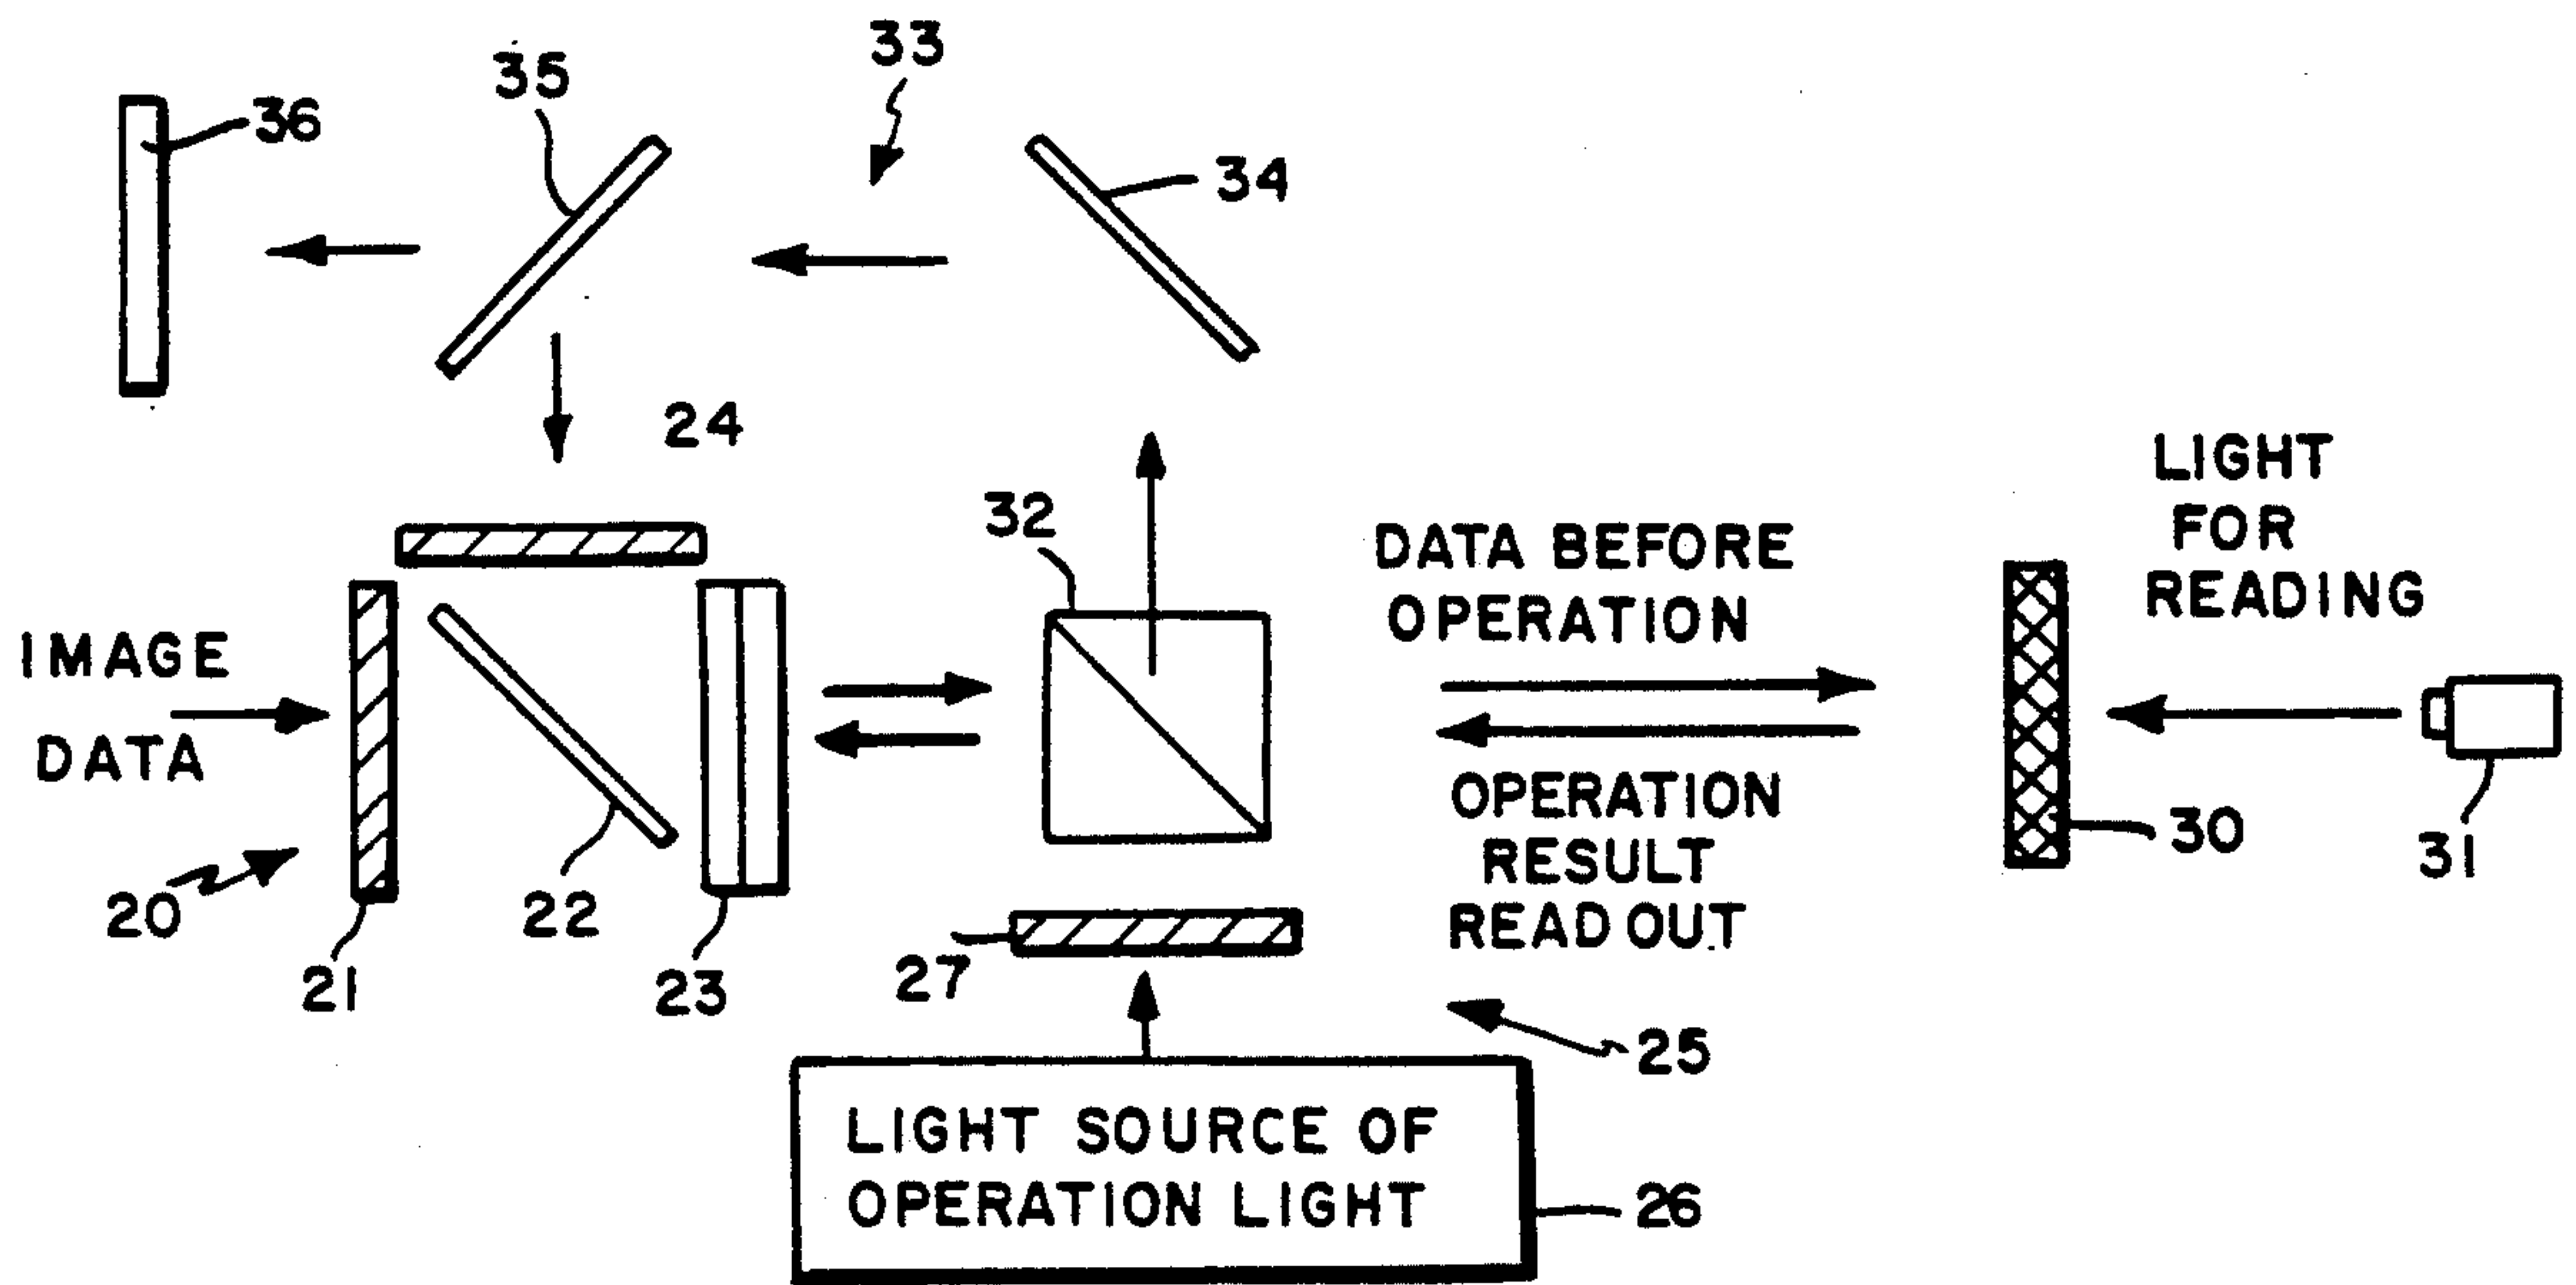 33
35
36
34
24
LIGHT
FOR
READING
32
DATA BEFORE
OPERATION
IMAGE
DATA
OPERATION
RESULT
READ OUT
30
31
20
21
22
23
27
25
LIGHT SOURCE OF
OPERATION LIGHT
26